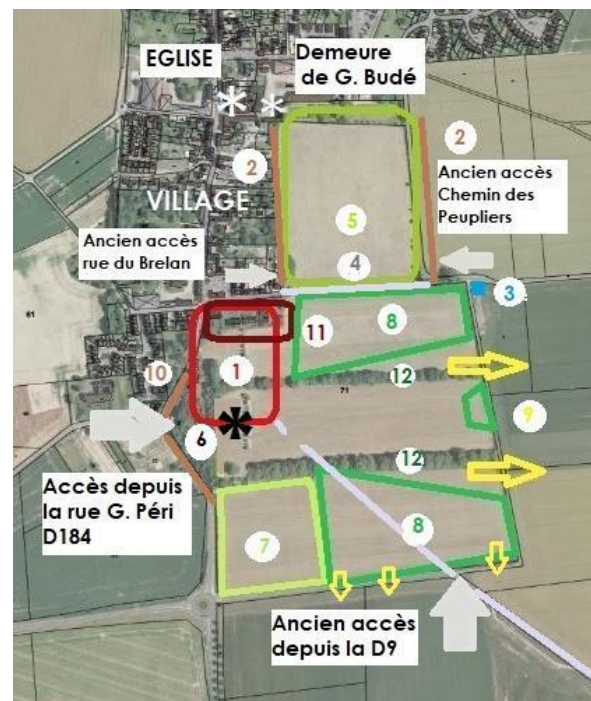 EGLISE
Demeure
de G. Budé
2
2
Ancien accès
Chemin des
Peupliers
VILLAGE
5
Ancien accès
rue du Brelan
4
3
11
8
10
1
12
71
9
6
12
Accès depuis
la rue G. Péri
D184
7
8
Ancien accès
depuis la D9